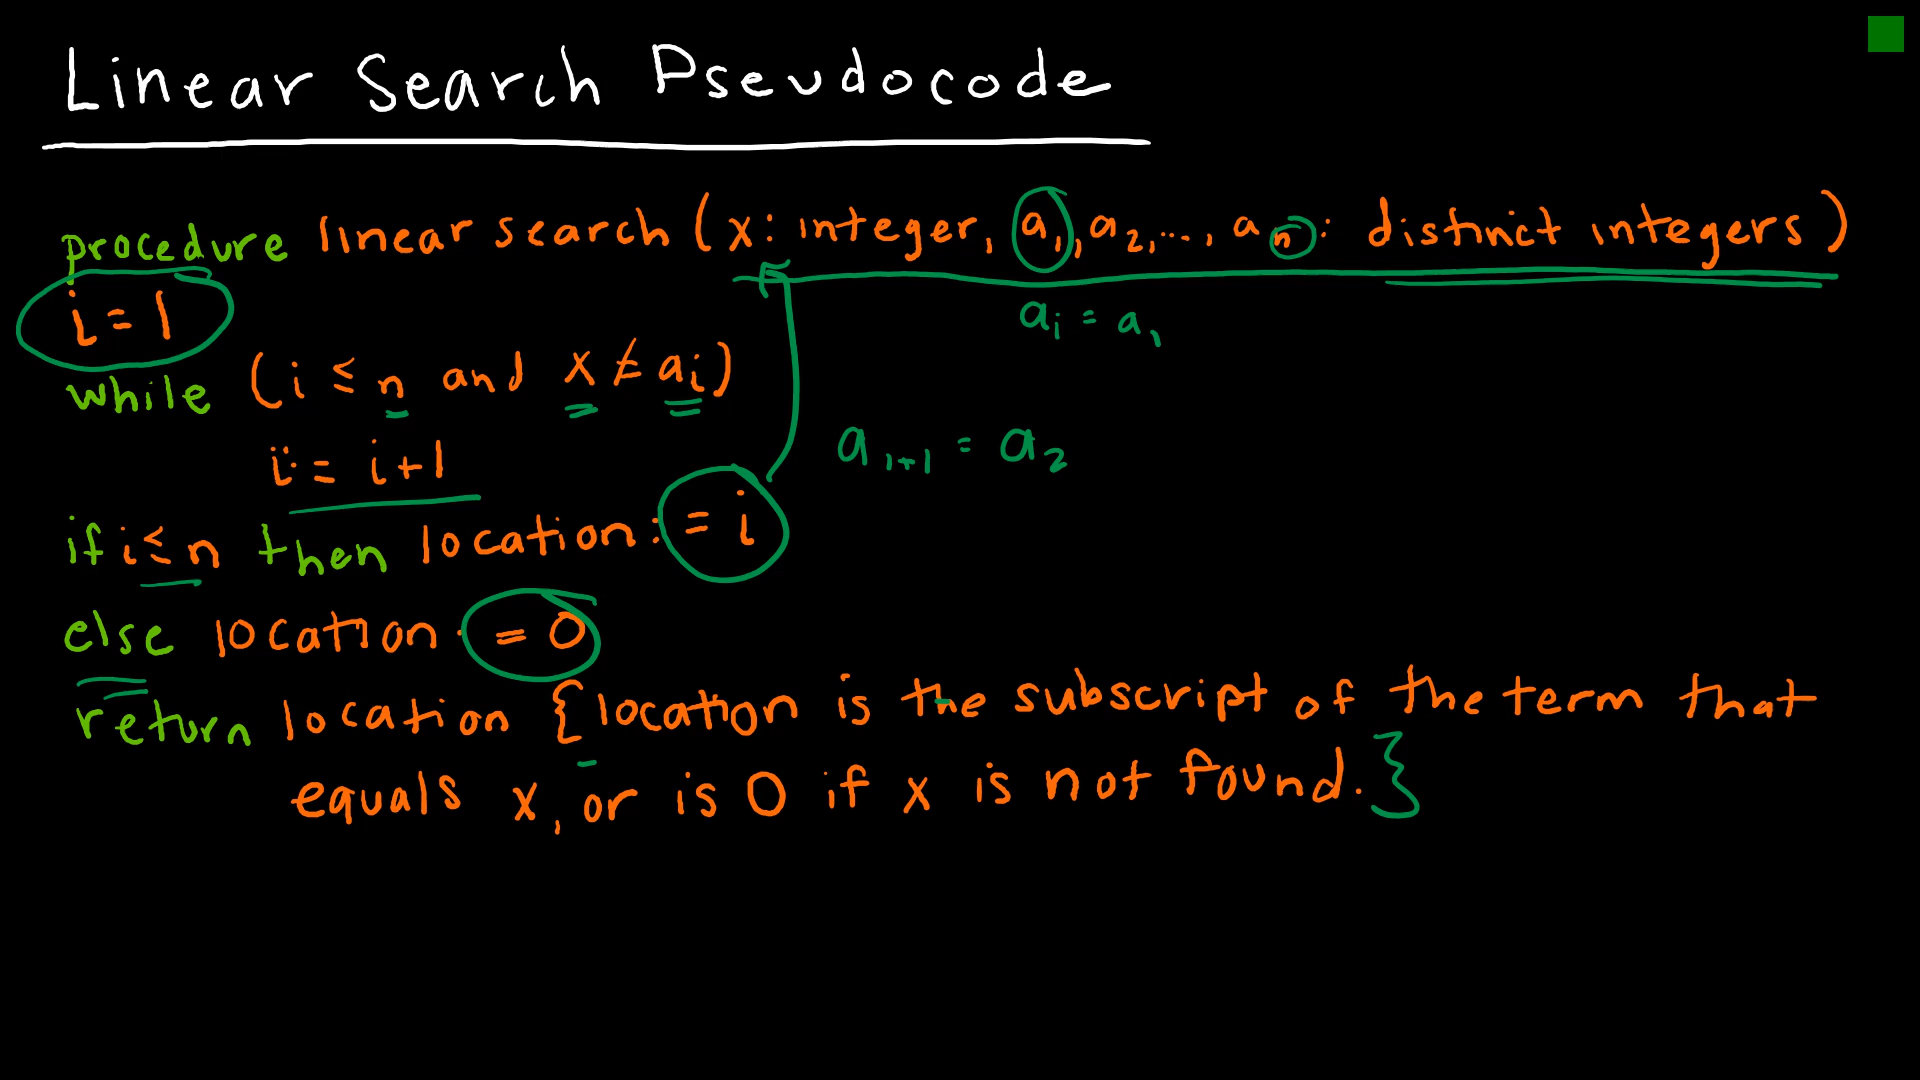 Linear Search Pseudocode
procedure linear search (x: integer, a₁, a₂, ..., aₙ: distinct integers)
i = 1
aᵢ = a₁
while (i ≤ n and x ≠ aᵢ)
i := i+1
a₁₊₁ = a₂
if i ≤ n then location := i
else location := 0
return location {location is the subscript of the term that
equals x, or is 0 if x is not found.}